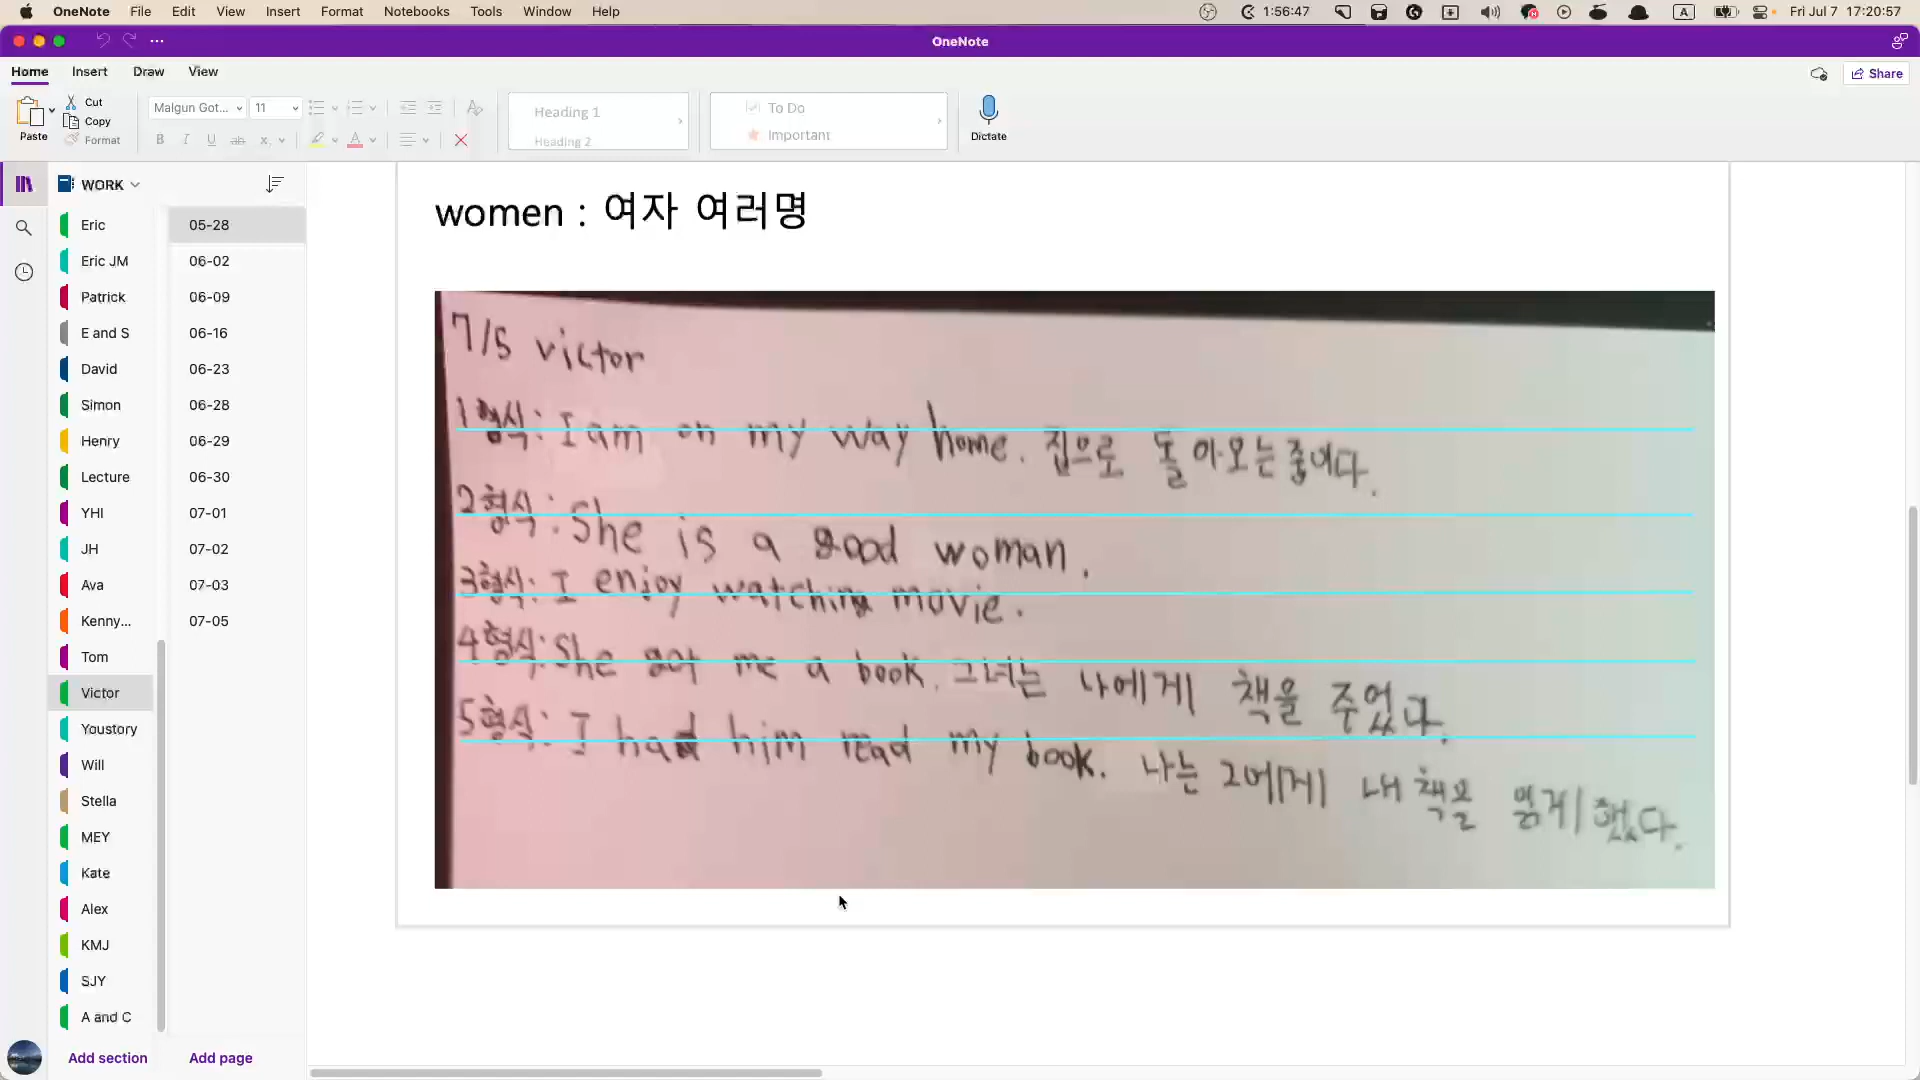 OneNote File Edit View Insert Format Notebooks Tools Window Help 1:56:47 A Fri Jul 7 17:20:57
OneNote
Home Insert Draw View Share
Paste Cut Copy Format
Malgun Got... 11
B I U ab x A
Heading 1
Heading 2
To Do
Important
Dictate
WORK
Eric
Eric JM
Patrick
E and S
David
Simon
Henry
Lecture
YHI
JH
Ava
Kenny...
Tom
Victor
Youstory
Will
Stella
MEY
Kate
Alex
KMJ
SJY
A and C
Add section
05-28
06-02
06-09
06-16
06-23
06-28
06-29
06-30
07-01
07-02
07-03
07-05
Add page
women : 여자 여러명
7/5 victor
1형식: I am on my way home. 집으로 돌아오는중이다.
2형식: She is a good woman.
3형식: I enjoy watching movie.
4형식: She got me a book. 그녀는 나에게 책을 주었다.
5형식: I had him read my book. 나는 그에게 내 책을 읽게 했다.